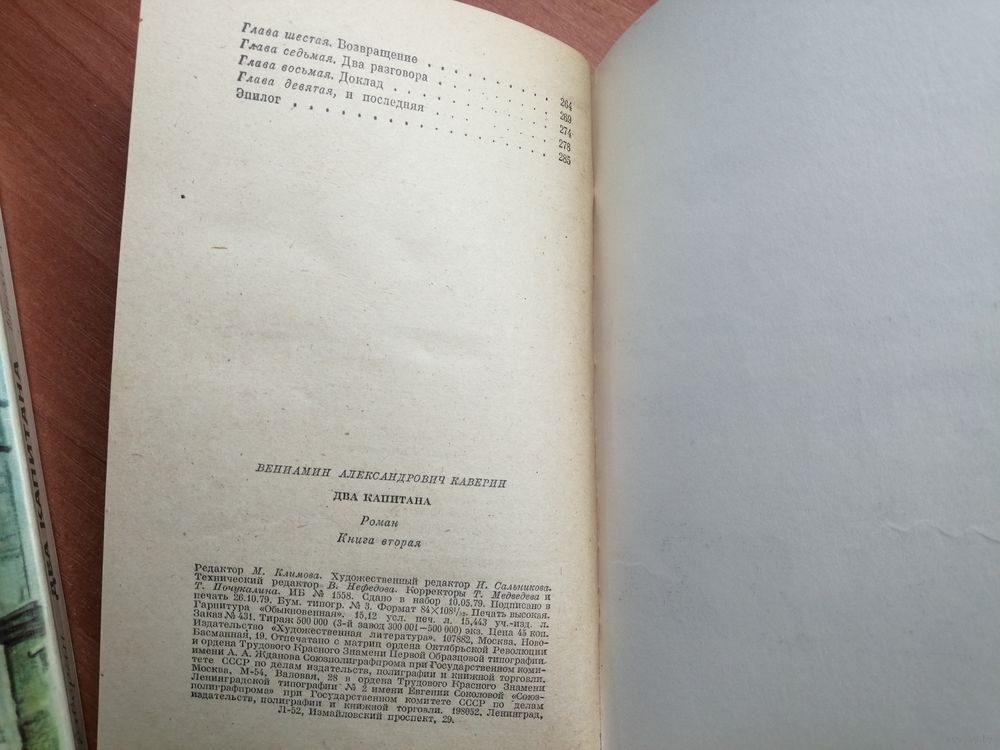 Глава шестая. Возвращение . . . . . . . . 264
Глава седьмая. Два разговора . . . . . . . 269
Глава восьмая. Доклад . . . . . . . . . . 274
Глава девятая, и последняя . . . . . . . . 278
Эпилог . . . . . . . . . . . . . . 285
ВЕНИАМИН АЛЕКСАНДРОВИЧ КАВЕРИН
ДВА КАПИТАНА
Роман
Книга вторая
Редактор М. Климова. Художественный редактор И. Сальникова.
Технический редактор В. Нефедова. Корректоры Т. Медведева и
Т. Почукалина. ИБ № 1558. Сдано в набор 10.05.79. Подписано в
печать 26.10.79. Бум. типогр. № 3. Формат 84×108¹/₃₂. Печать высокая.
Гарнитура «Обыкновенная». 15,12 усл. печ. л. 15,443 уч.-изд. л.
Заказ № 431. Тираж 500 000 (3-й завод 300 001—500 000) экз. Цена 45 коп.
Издательство «Художественная литература». 107882, Москва, Ново-
Басманная, 19. Отпечатано с матриц ордена Октябрьской Революции
и ордена Трудового Красного Знамени Первой Образцовой типографии
имени А. А. Жданова Союзполиграфпрома при Государственном коми-
тете СССР по делам издательств, полиграфии и книжной торговли.
Москва, М-54, Валовая, 28 в ордена Трудового Красного Знамени
Ленинградской типографии № 2 имени Евгении Соколовой «Союз-
полиграфпрома» при Государственном комитете СССР по делам
издательств, полиграфии и книжной торговли. 198052. Ленинград,
Л-52, Измайловский проспект, 29.
ДВА КАПИТАНА